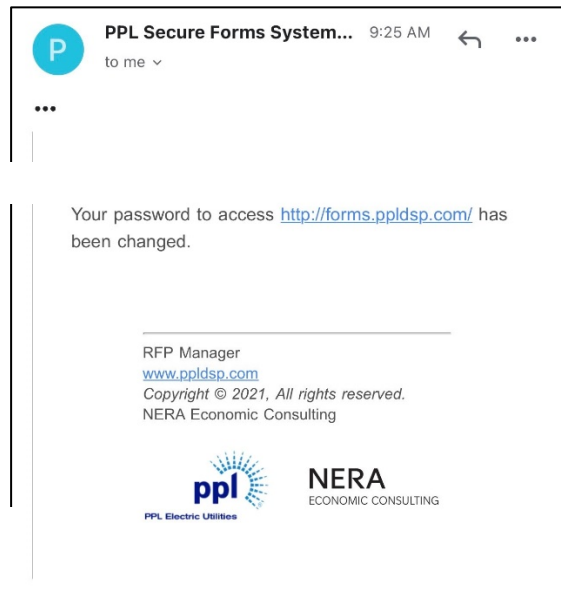 P
PPL Secure Forms System... 9:25 AM
to me
...
Your password to access http://forms.ppldsp.com/ has
been changed.
RFP Manager
www.ppldsp.com
Copyright © 2021, All rights reserved.
NERA Economic Consulting
ppl
PPL Electric Utilities
NERA
ECONOMIC CONSULTING